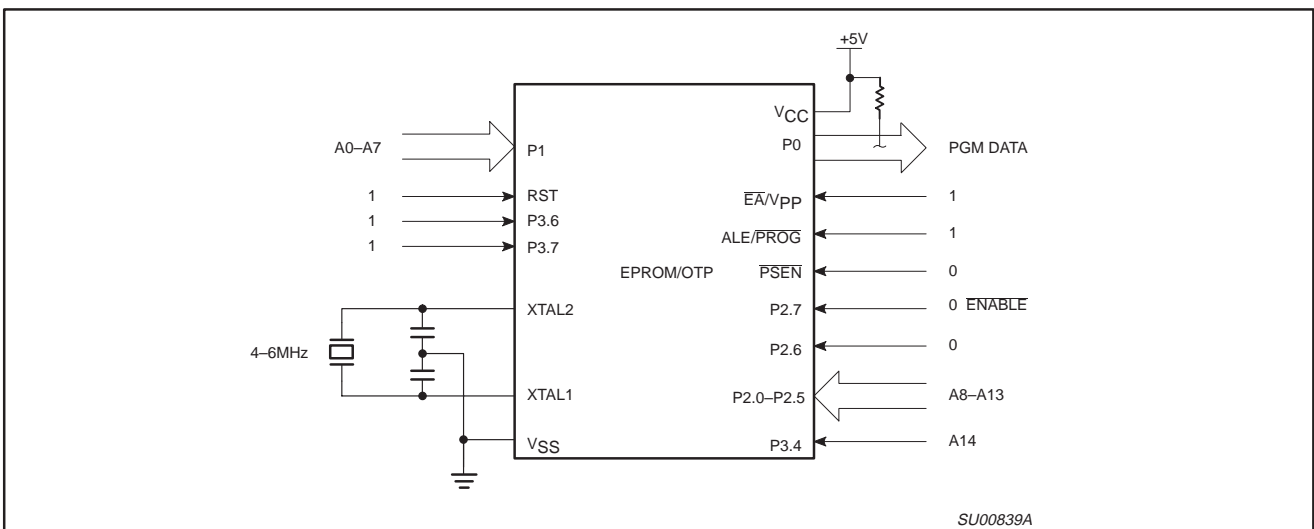 +5V
VCC
A0–A7
P1
P0
PGM DATA
1
RST
EA/VPP
1
1
P3.6
ALE/PROG
1
1
P3.7
EPROM/OTP
PSEN
0
XTAL2
P2.7
0 ENABLE
4–6MHz
P2.6
0
XTAL1
P2.0–P2.5
A8–A13
VSS
P3.4
A14
SU00839A